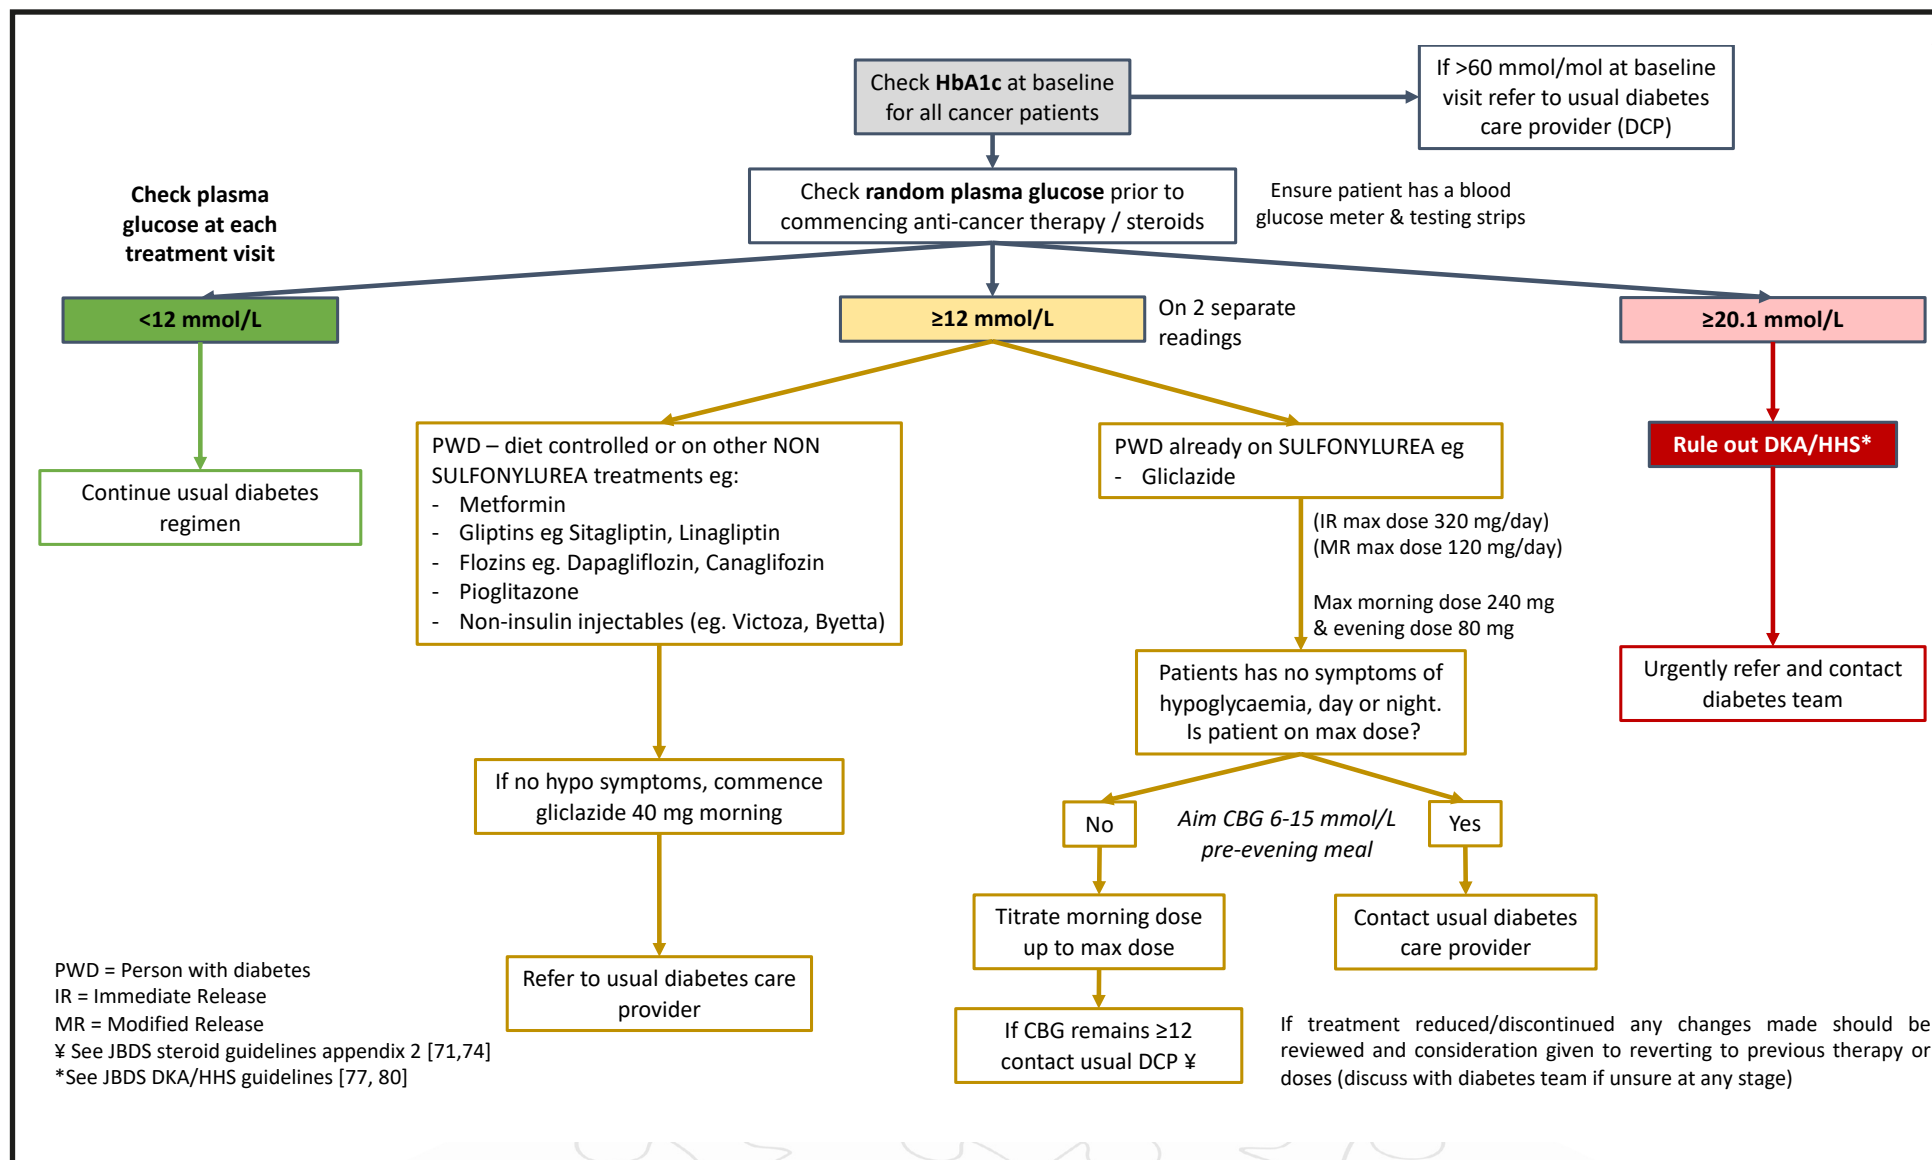 Check HbA1c at baseline
for all cancer patients
If >60 mmol/mol at baseline
visit refer to usual diabetes
care provider (DCP)
Check plasma
glucose at each
treatment visit
Check random plasma glucose prior to
commencing anti-cancer therapy / steroids
Ensure patient has a blood
glucose meter & testing strips
<12 mmol/L
≥12 mmol/L
On 2 separate
readings
≥20.1 mmol/L
Continue usual diabetes
regimen
PWD – diet controlled or on other NON
SULFONYLUREA treatments eg:
- Metformin
- Gliptins eg Sitagliptin, Linagliptin
- Flozins eg. Dapagliflozin, Canaglifozin
- Pioglitazone
- Non-insulin injectables (eg. Victoza, Byetta)
If no hypo symptoms, commence
gliclazide 40 mg morning
Refer to usual diabetes care
provider
PWD already on SULFONYLUREA eg
- Gliclazide
(IR max dose 320 mg/day)
(MR max dose 120 mg/day)
Max morning dose 240 mg
& evening dose 80 mg
Patients has no symptoms of
hypoglycaemia, day or night.
Is patient on max dose?
No
Aim CBG 6-15 mmol/L
pre-evening meal
Yes
Titrate morning dose
up to max dose
Contact usual diabetes
care provider
If CBG remains ≥12
contact usual DCP ¥
Rule out DKA/HHS*
Urgently refer and contact
diabetes team
PWD = Person with diabetes
IR = Immediate Release
MR = Modified Release
¥ See JBDS steroid guidelines appendix 2 [71,74]
*See JBDS DKA/HHS guidelines [77, 80]
If treatment reduced/discontinued any changes made should be
reviewed and consideration given to reverting to previous therapy or
doses (discuss with diabetes team if unsure at any stage)